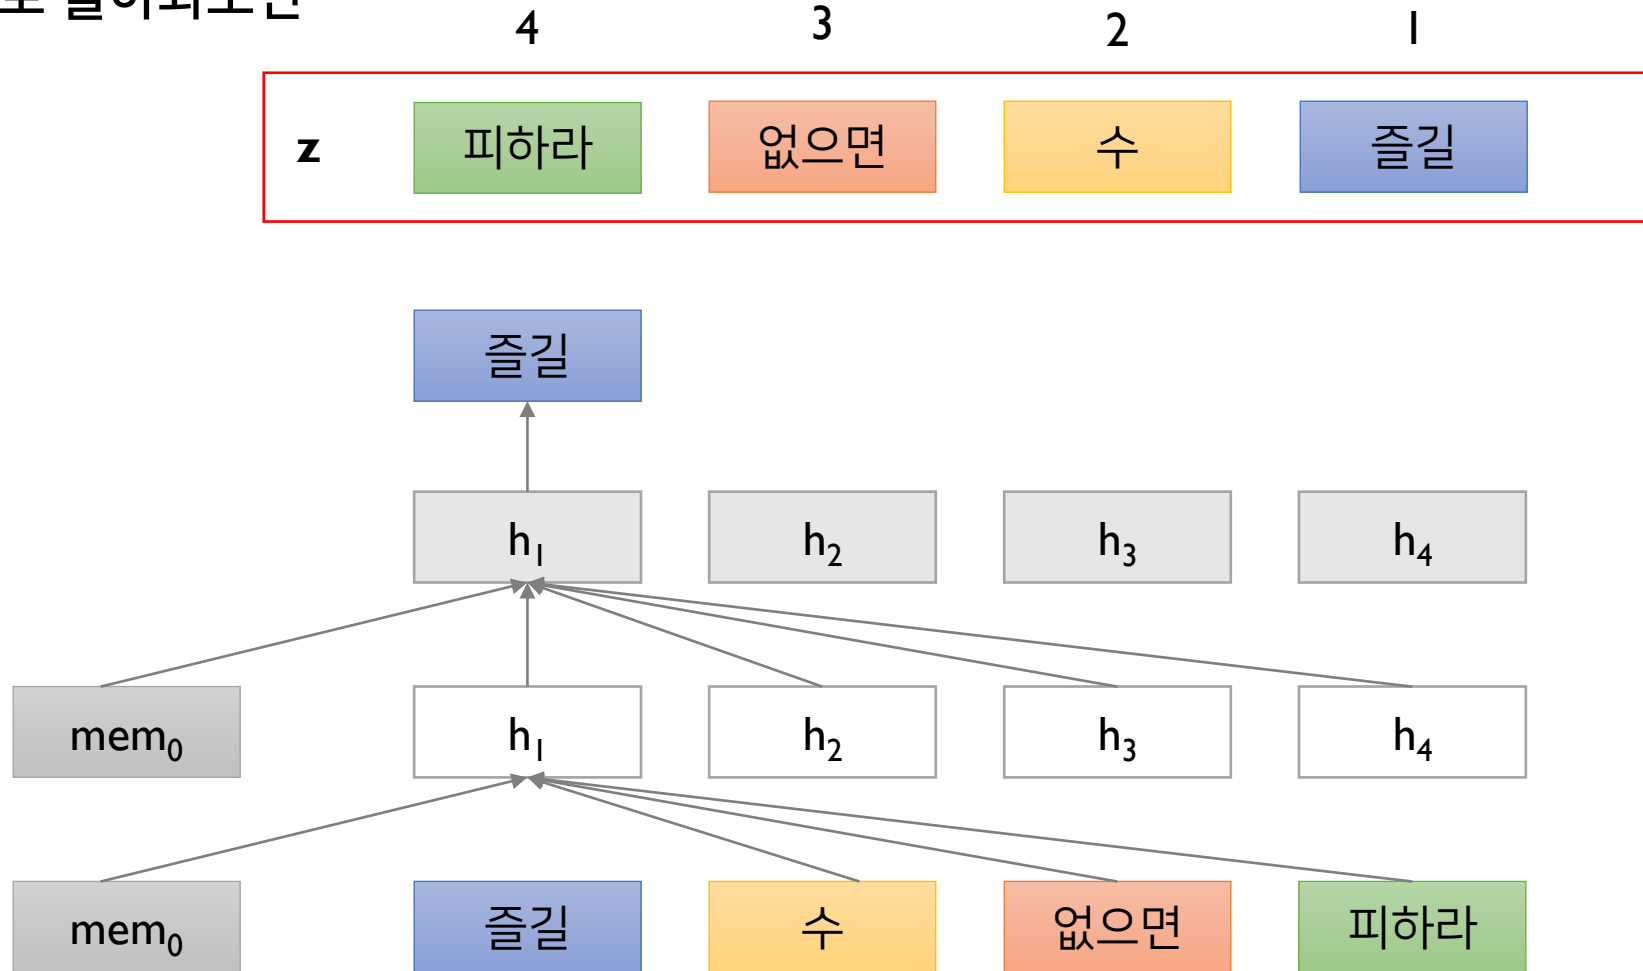 4 3 2 1
z 피하라 없으면 수 즐길
즐길
h1 h2 h3 h4
mem0 h1 h2 h3 h4
mem0 즐길 수 없으면 피하라